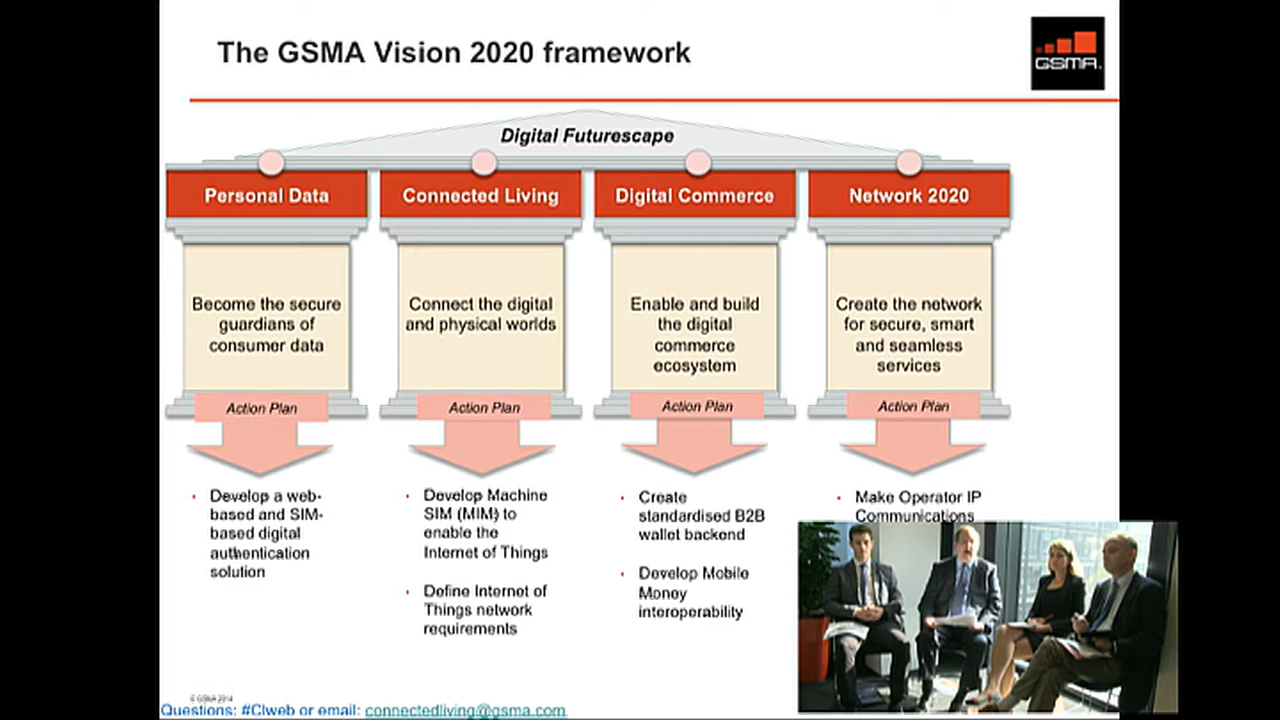 The GSMA Vision 2020 framework
GSMA
Digital Futurescape
Personal Data
Connected Living
Digital Commerce
Network 2020
Become the secure
guardians of
consumer data
Connect the digital
and physical worlds
Enable and build
the digital
commerce
ecosystem
Create the network
for secure, smart
and seamless
services
Action Plan
Action Plan
Action Plan
Action Plan
• Develop a web-
based and SIM-
based digital
authentication
solution
• Develop Machine
SIM (MIM) to
enable the
Internet of Things
• Define Internet of
Things network
requirements
• Create
standardised B2B
wallet backend
• Develop Mobile
Money
interoperability
• Make Operator IP
Communications
© GSMA 2014
Questions: #CIweb or email: connectedliving@gsma.com